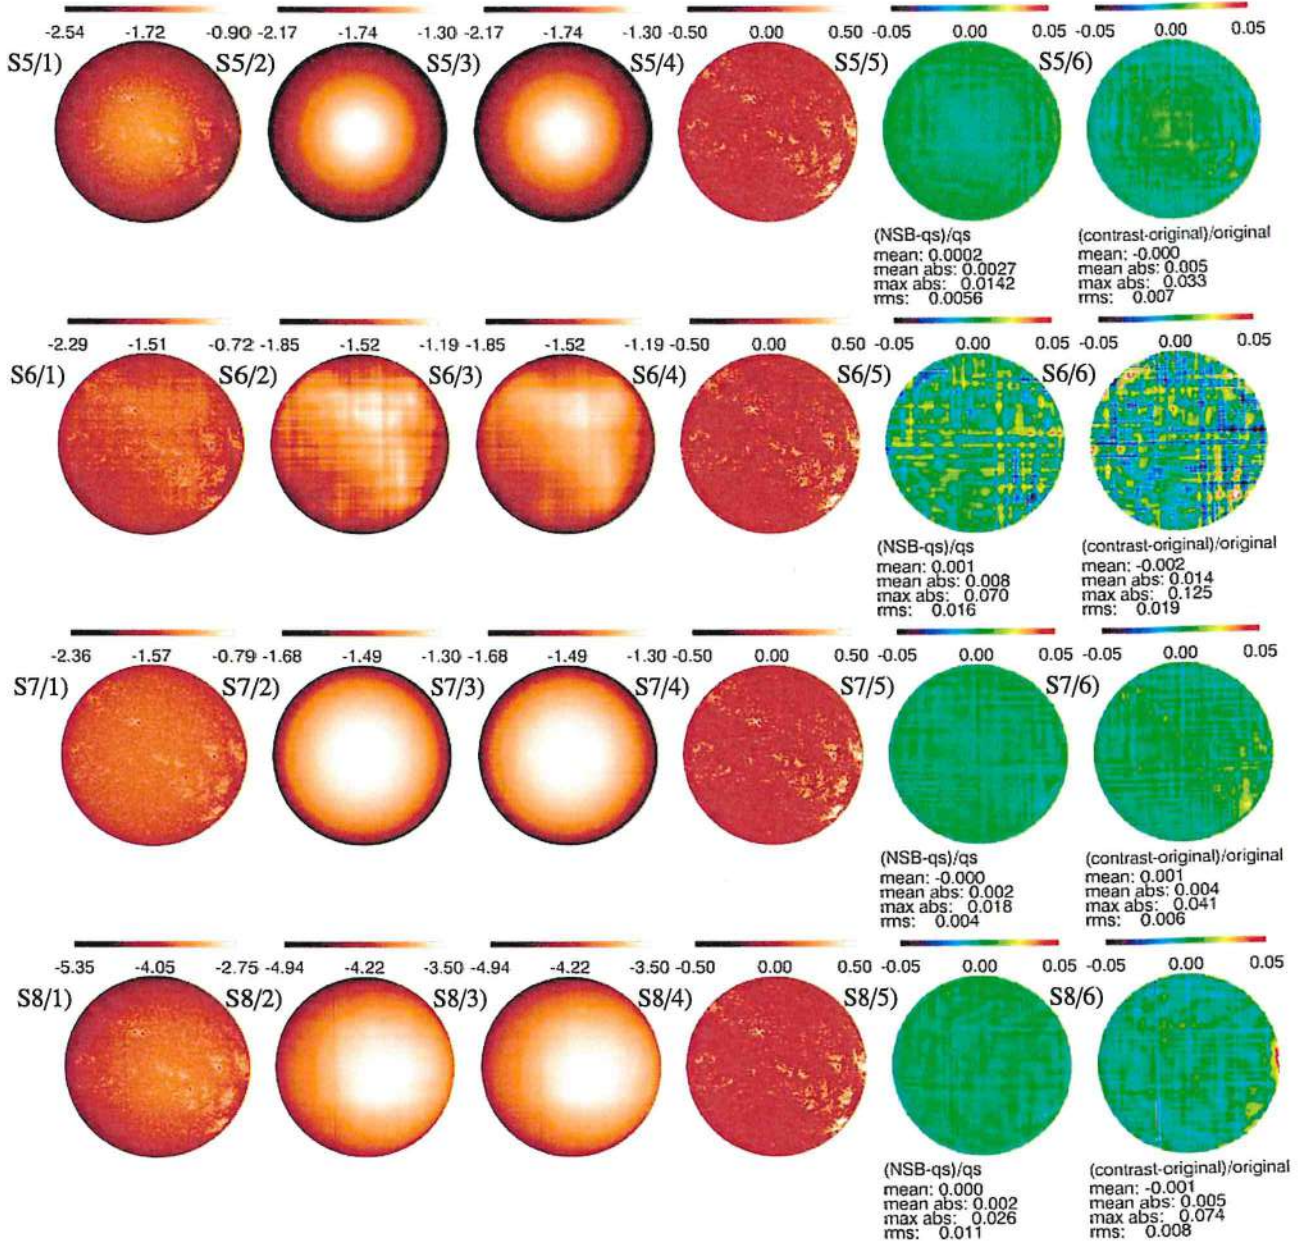 -2.54 -1.72 -0.90 -2.17 -1.74 -1.30 -2.17 -1.74 -1.30 -0.50 0.00 0.50 -0.05 0.00 0.05 -0.05 0.00 0.05
S5/1) S5/2) S5/3) S5/4) S5/5) S5/6)
(NSB-qs)/qs
mean: 0.0002
mean abs: 0.0027
max abs: 0.0142
rms: 0.0056
(contrast-original)/original
mean: -0.000
mean abs: 0.005
max abs: 0.033
rms: 0.007
-2.29 -1.51 -0.72 -1.85 -1.52 -1.19 -1.85 -1.52 -1.19 -0.50 0.00 0.50 -0.05 0.00 0.05 -0.05 0.00 0.05
S6/1) S6/2) S6/3) S6/4) S6/5) S6/6)
(NSB-qs)/qs
mean: 0.001
mean abs: 0.008
max abs: 0.070
rms: 0.016
(contrast-original)/original
mean: -0.002
mean abs: 0.014
max abs: 0.125
rms: 0.019
-2.36 -1.57 -0.79 -1.68 -1.49 -1.30 -1.68 -1.49 -1.30 -0.50 0.00 0.50 -0.05 0.00 0.05 -0.05 0.00 0.05
S7/1) S7/2) S7/3) S7/4) S7/5) S7/6)
(NSB-qs)/qs
mean: -0.000
mean abs: 0.002
max abs: 0.018
rms: 0.004
(contrast-original)/original
mean: 0.001
mean abs: 0.004
max abs: 0.041
rms: 0.006
-5.35 -4.05 -2.75 -4.94 -4.22 -3.50 -4.94 -4.22 -3.50 -0.50 0.00 0.50 -0.05 0.00 0.05 -0.05 0.00 0.05
S8/1) S8/2) S8/3) S8/4) S8/5) S8/6)
(NSB-qs)/qs
mean: 0.000
mean abs: 0.002
max abs: 0.026
rms: 0.011
(contrast-original)/original
mean: -0.001
mean abs: 0.005
max abs: 0.074
rms: 0.008